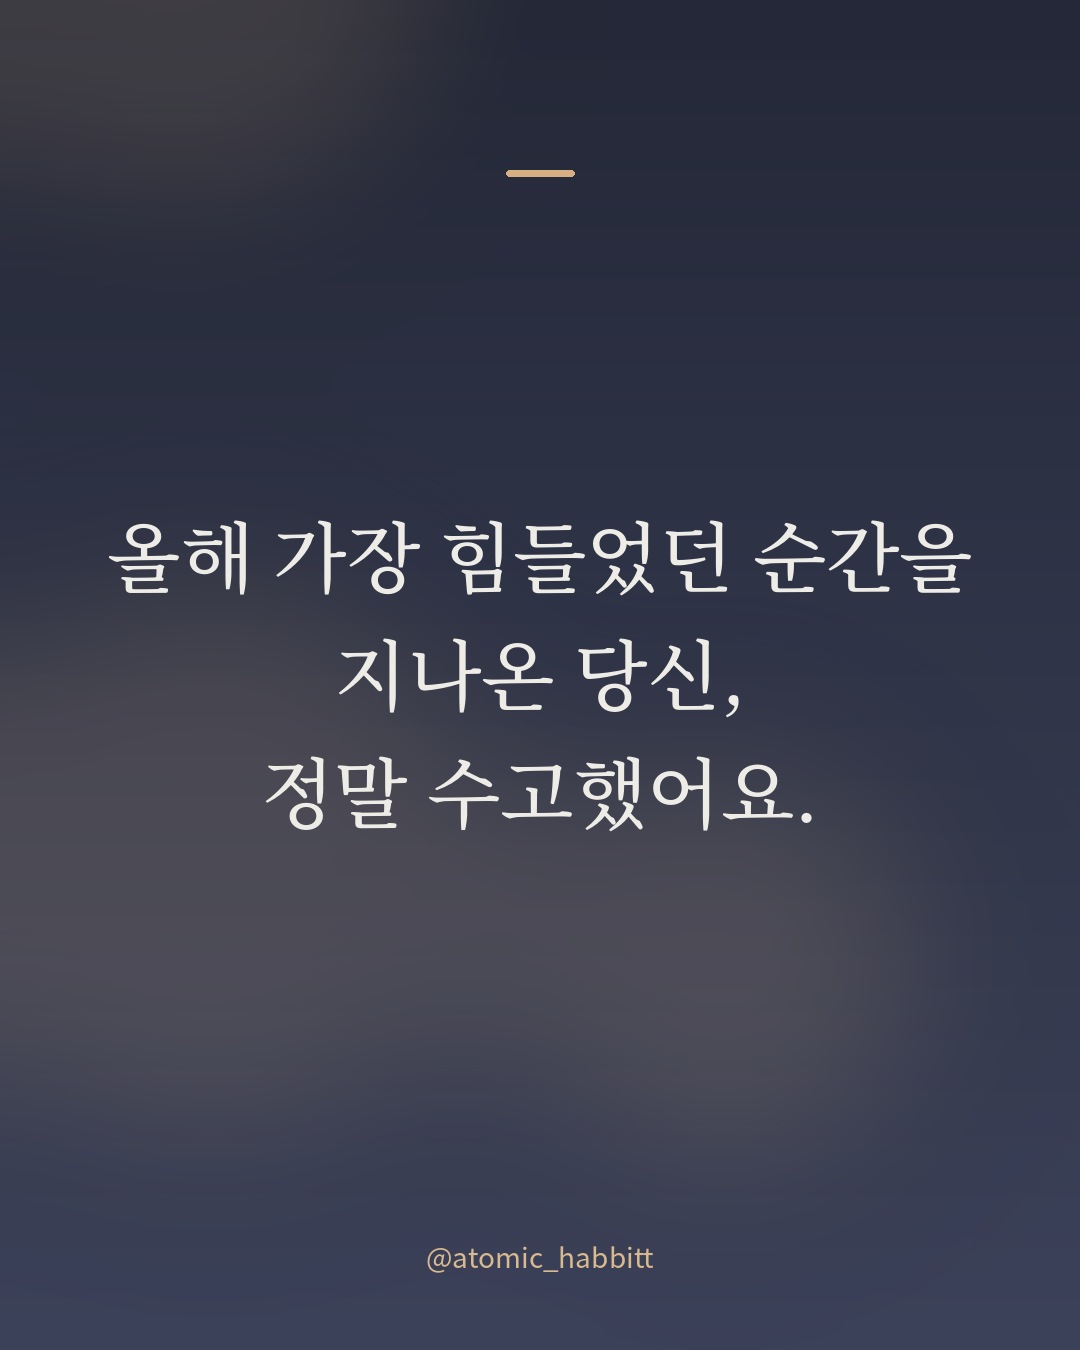 올해 가장 힘들었던 순간을
지나온 당신,
정말 수고했어요.
@atomic_habbitt